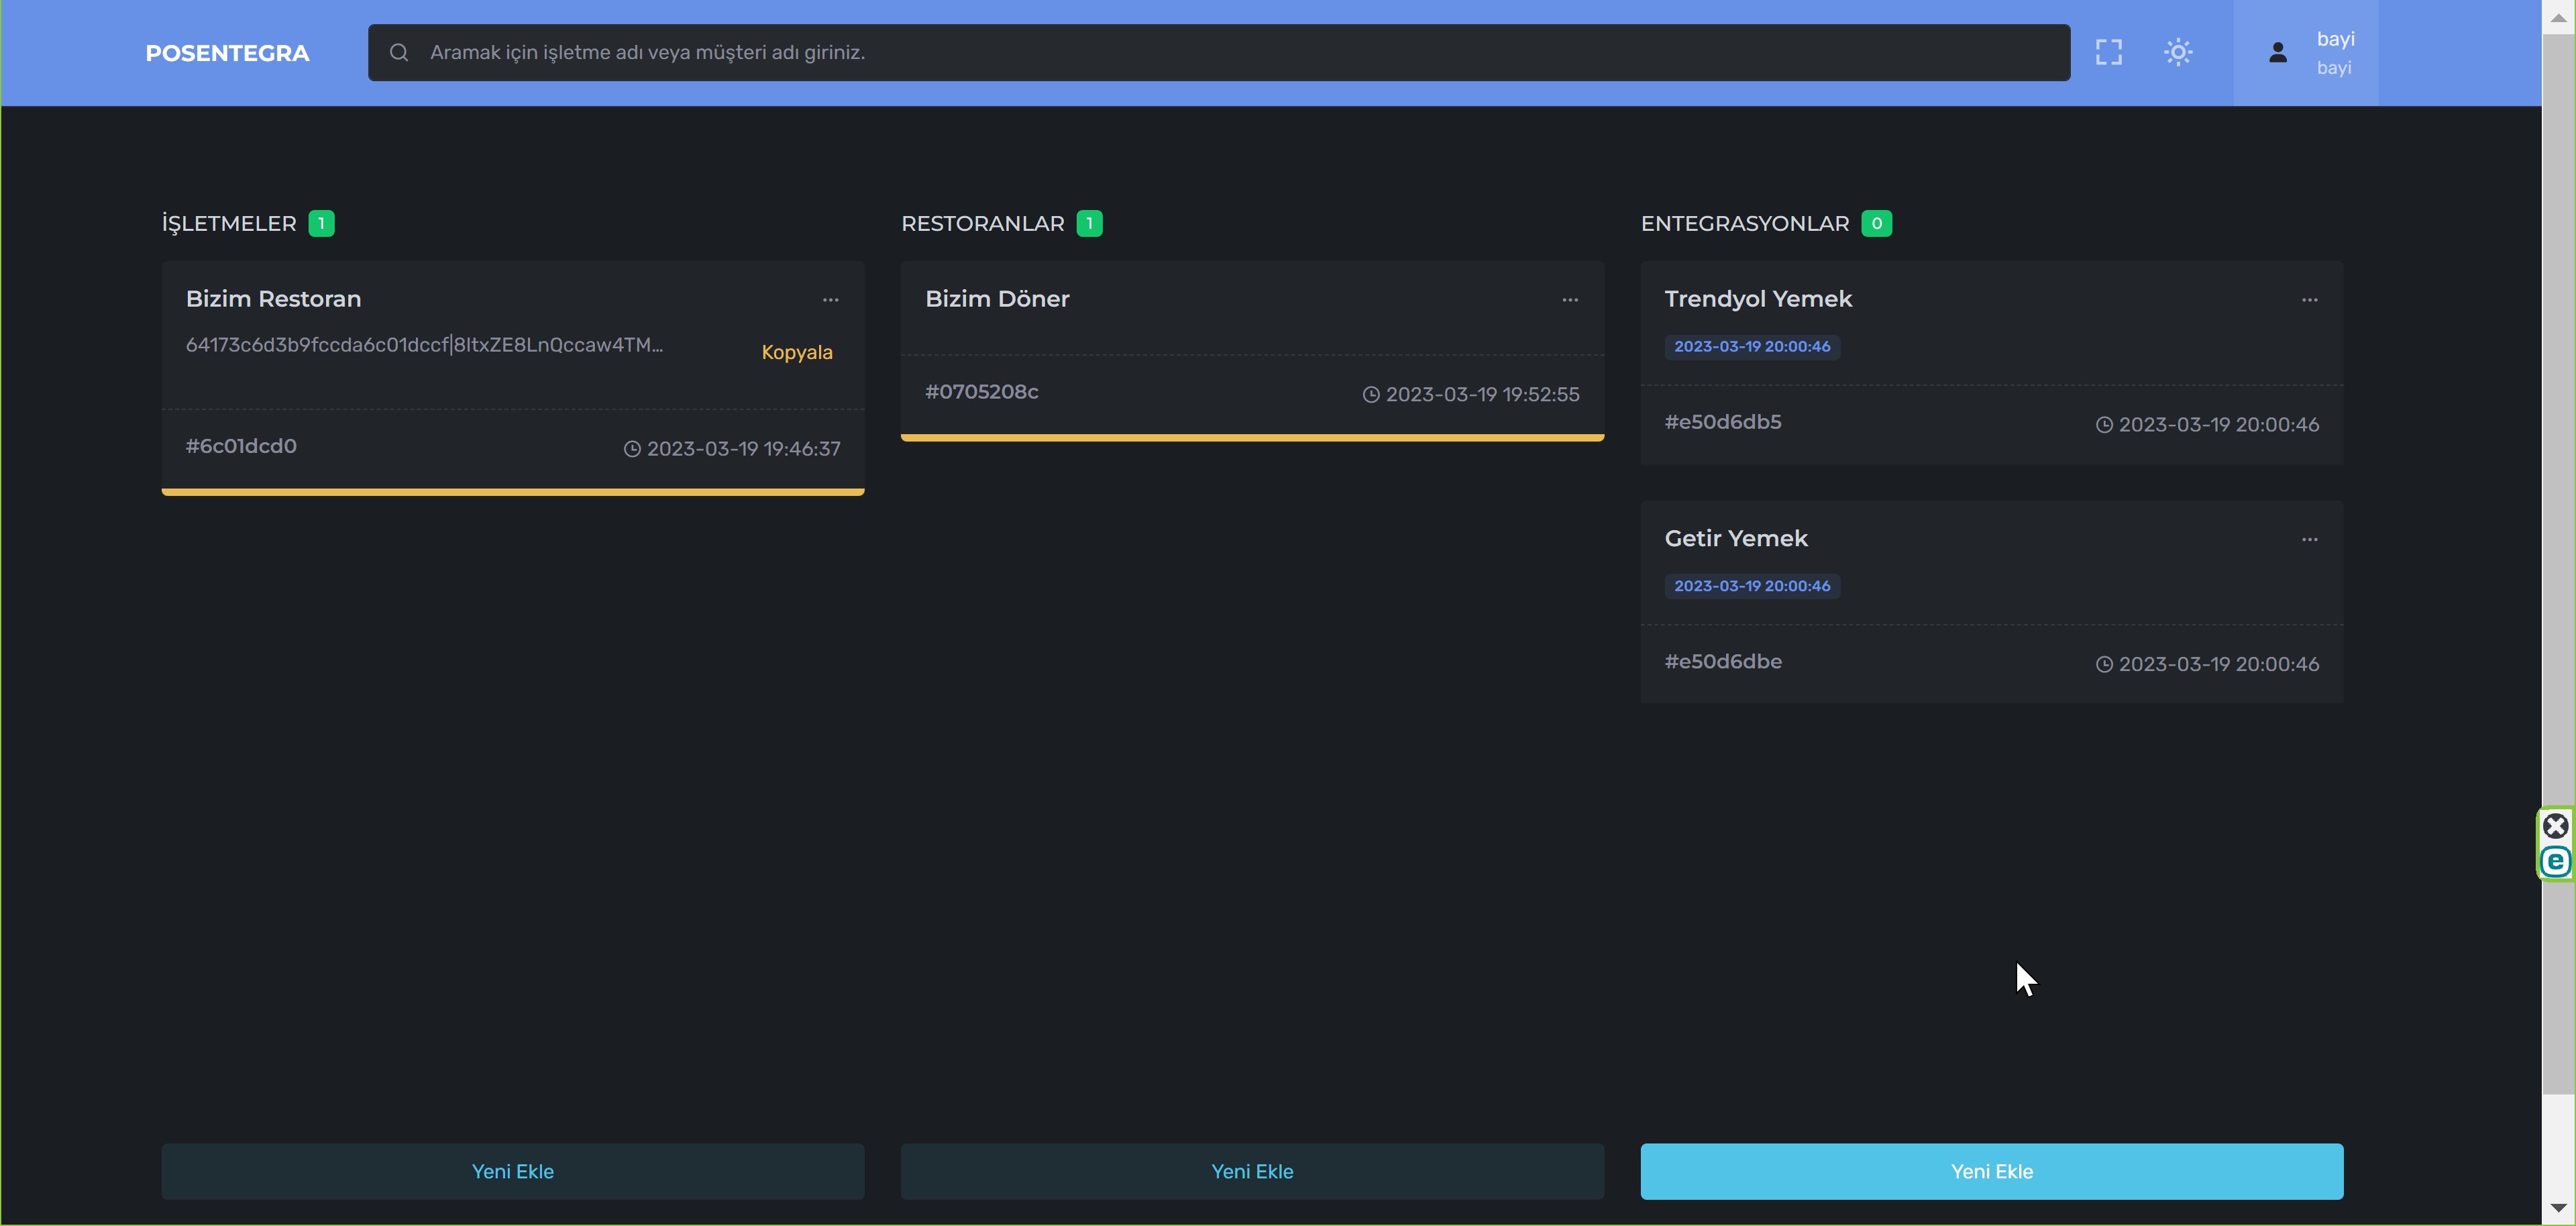 POSENTEGRA
Aramak için işletme adı veya müşteri adı giriniz.
bayi
bayi
İŞLETMELER 1
Bizim Restoran
64173c6d3b9fccda6c01dccf|8ltxZE8LnQccaw4TM...
Kopyala
#6c01dcd0
2023-03-19 19:46:37
RESTORANLAR 1
Bizim Döner
#0705208c
2023-03-19 19:52:55
ENTEGRASYONLAR 0
Trendyol Yemek
2023-03-19 20:00:46
#e50d6db5
2023-03-19 20:00:46
Getir Yemek
2023-03-19 20:00:46
#e50d6dbe
2023-03-19 20:00:46
Yeni Ekle
Yeni Ekle
Yeni Ekle
e